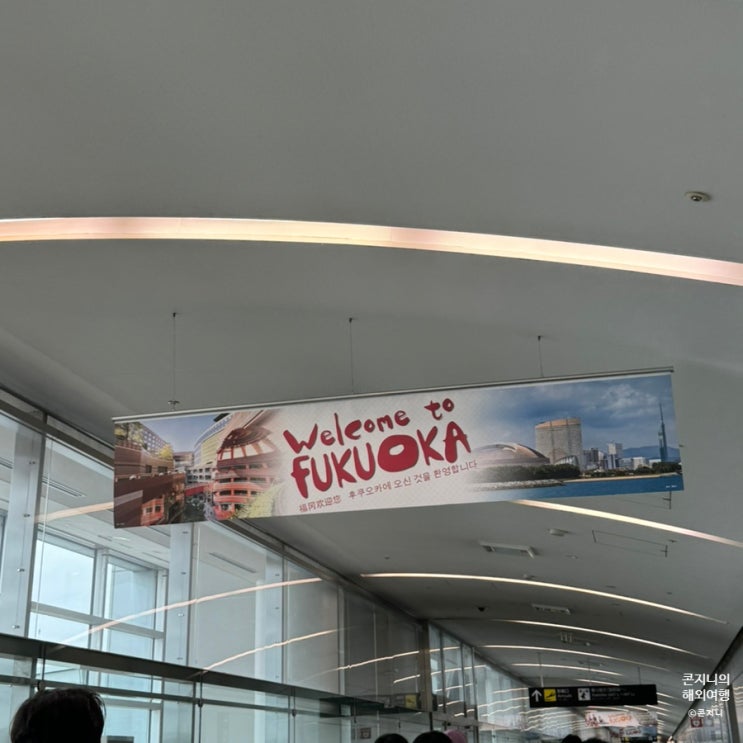 Welcome to
FUKUOKA
福冈欢迎您 후쿠오카에 오신 것을 환영합니다
콘지니의
해외여행
©콘지니